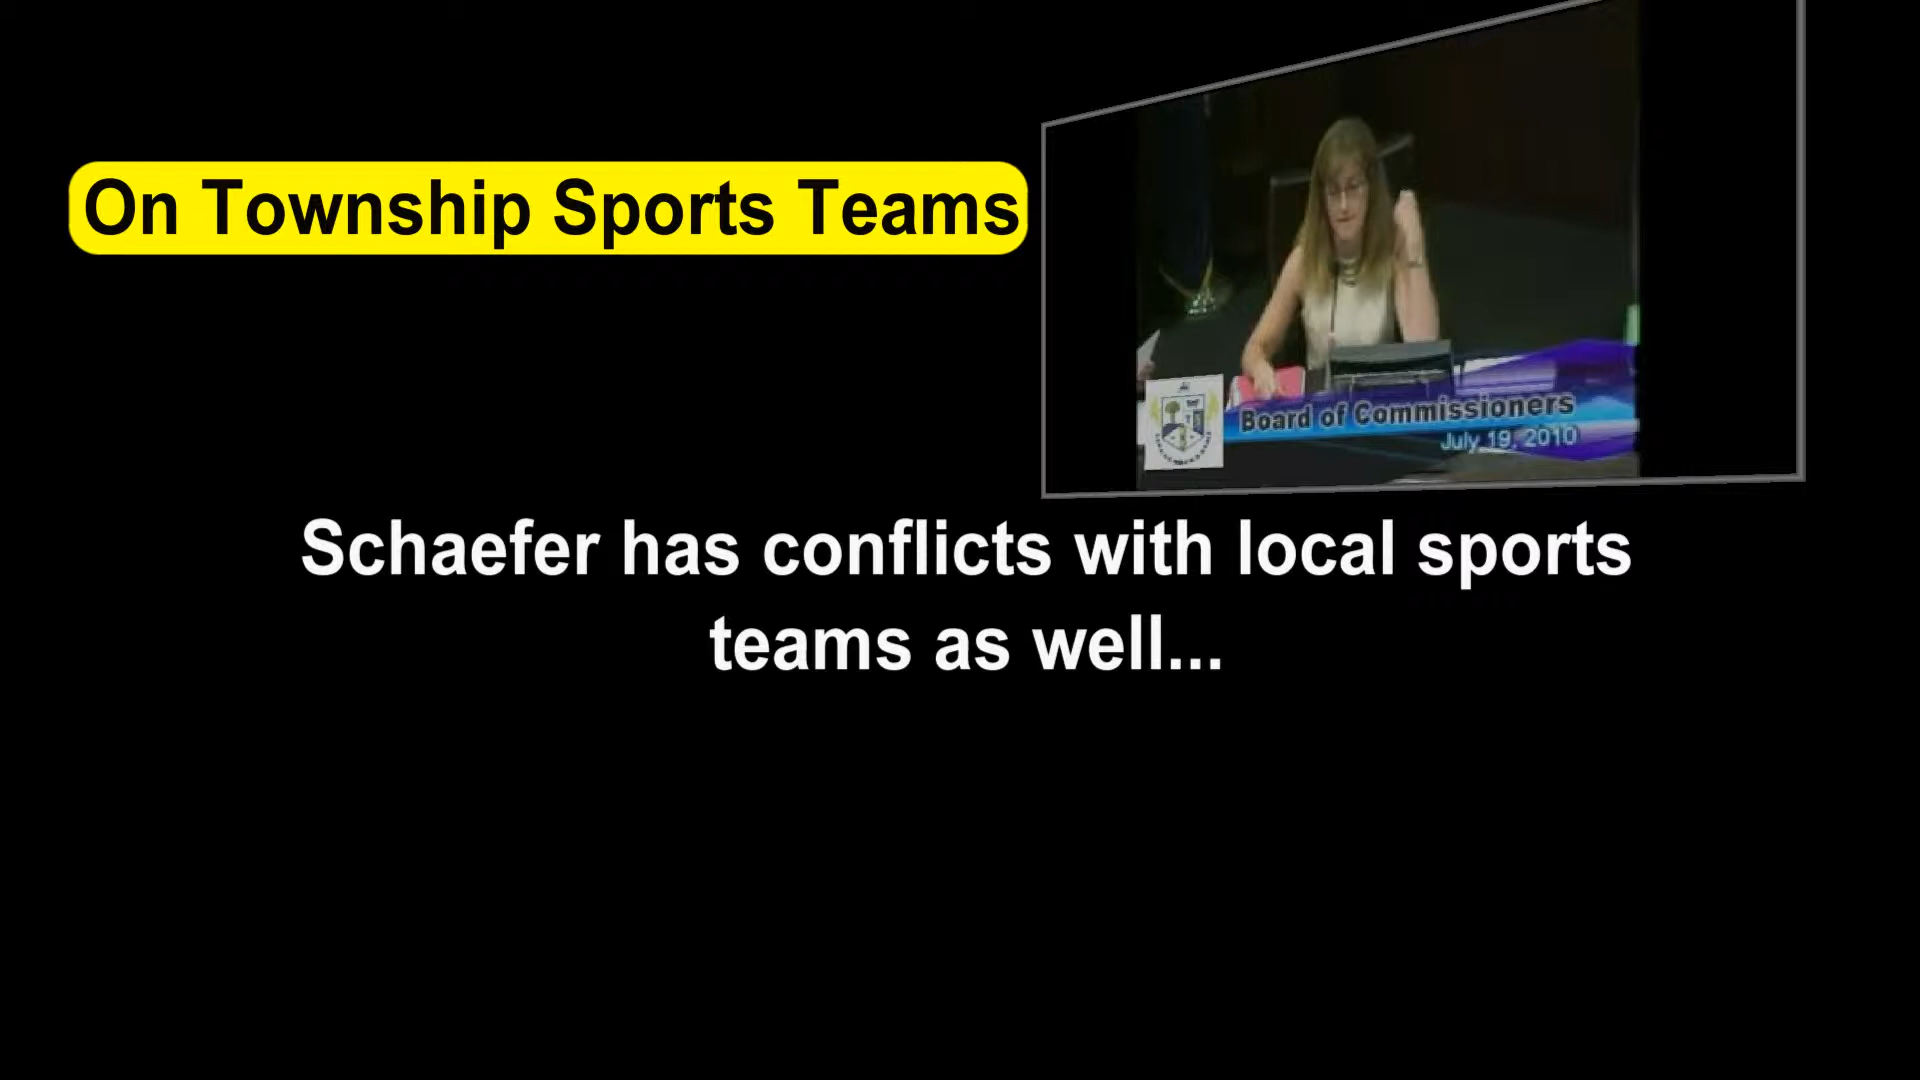 On Township Sports Teams
Board of Commissioners
July 19, 2010
Schaefer has conflicts with local sports
teams as well...